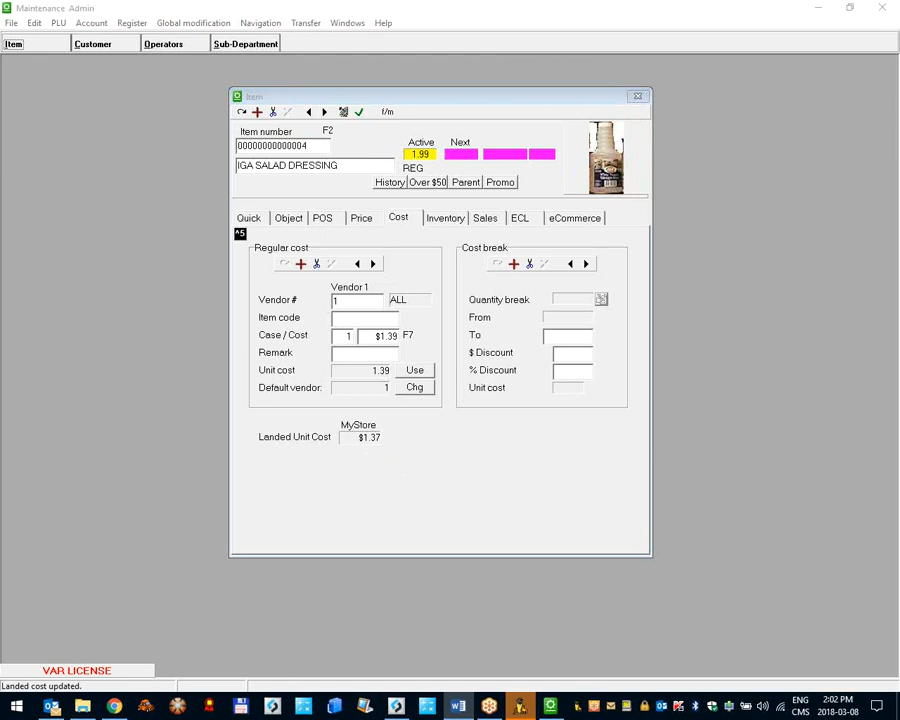 Maintenance Admin
File Edit PLU Account Register Global modification Navigation Transfer Windows Help
Item Customer Operators Sub-Department
Item
f/m
Item number F2
00000000000004
Active Next
1.99
IGA SALAD DRESSING
REG
History Over $50 Parent Promo
Quick Object POS Price Cost Inventory Sales ECL eCommerce
^5
Regular cost Cost break
Vendor 1
Vendor # 1 ALL Quantity break
Item code From
Case / Cost 1 $1.39 F7 To
Remark $ Discount
Unit cost 1.39 Use % Discount
Default vendor: 1 Chg Unit cost
MyStore
Landed Unit Cost $1.37
VAR LICENSE
Landed cost updated.
ENG 2:02 PM
CMS 2018-03-08